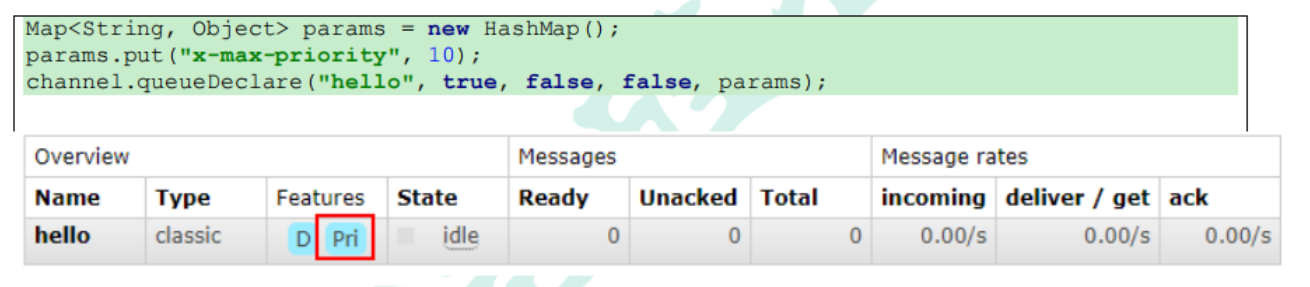 Map<String, Object> params = new HashMap();
params.put("x-max-priority", 10);
channel.queueDeclare("hello", true, false, false, params);
Overview Messages Message rates
Name Type Features State Ready Unacked Total incoming deliver / get ack
hello classic D Pri idle 0 0 0 0.00/s 0.00/s 0.00/s